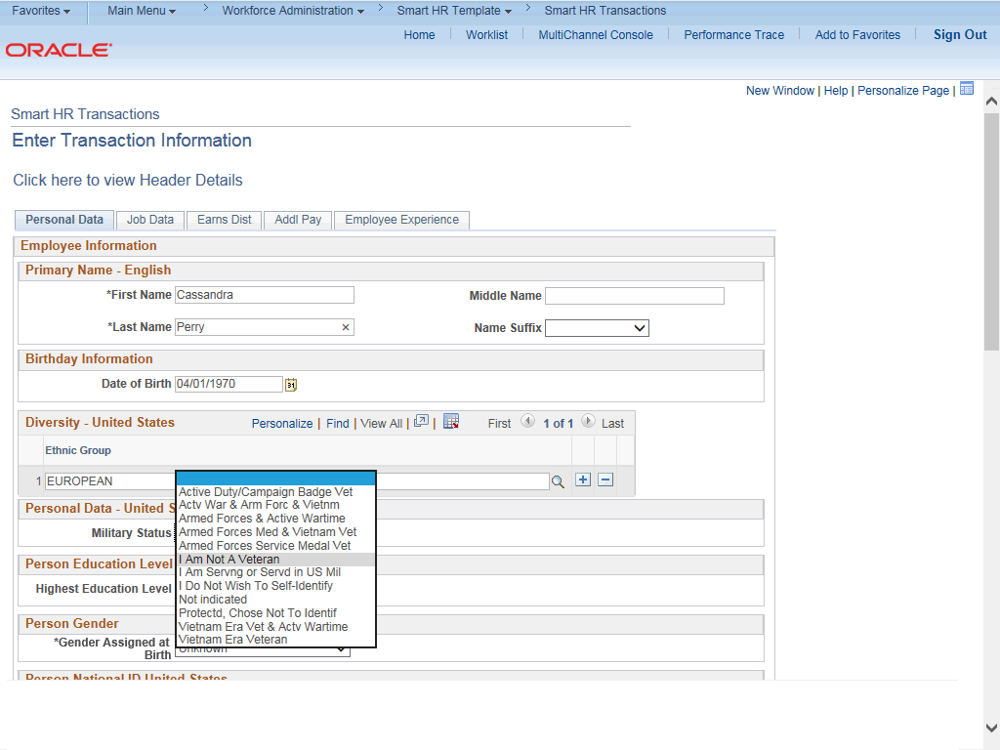 Favorites Main Menu > Workforce Administration > Smart HR Template > Smart HR Transactions
Home Worklist MultiChannel Console Performance Trace Add to Favorites Sign Out
ORACLE
New Window | Help | Personalize Page |
Smart HR Transactions
Enter Transaction Information
Click here to view Header Details
Personal Data Job Data Earns Dist Addl Pay Employee Experience
Employee Information
Primary Name - English
*First Name Cassandra Middle Name
*Last Name Perry × Name Suffix
Birthday Information
Date of Birth 04/01/1970 31
Diversity - United States Personalize | Find | View All | | First 1 of 1 Last
Ethnic Group
1 EUROPEAN
Active Duty/Campaign Badge Vet
Personal Data - United S
Actv War & Arm Forc & Vietnm
Armed Forces & Active Wartime
Military Status Armed Forces Med & Vietnam Vet
Armed Forces Service Medal Vet
Person Education Level I Am Not A Veteran
I Am Servng or Servd in US Mil
Highest Education Level I Do Not Wish To Self-Identify
Not indicated
Protectd, Chose Not To Identif
Person Gender Vietnam Era Vet & Actv Wartime
*Gender Assigned at Birth Vietnam Era Veteran
Unknown
Person National ID United States